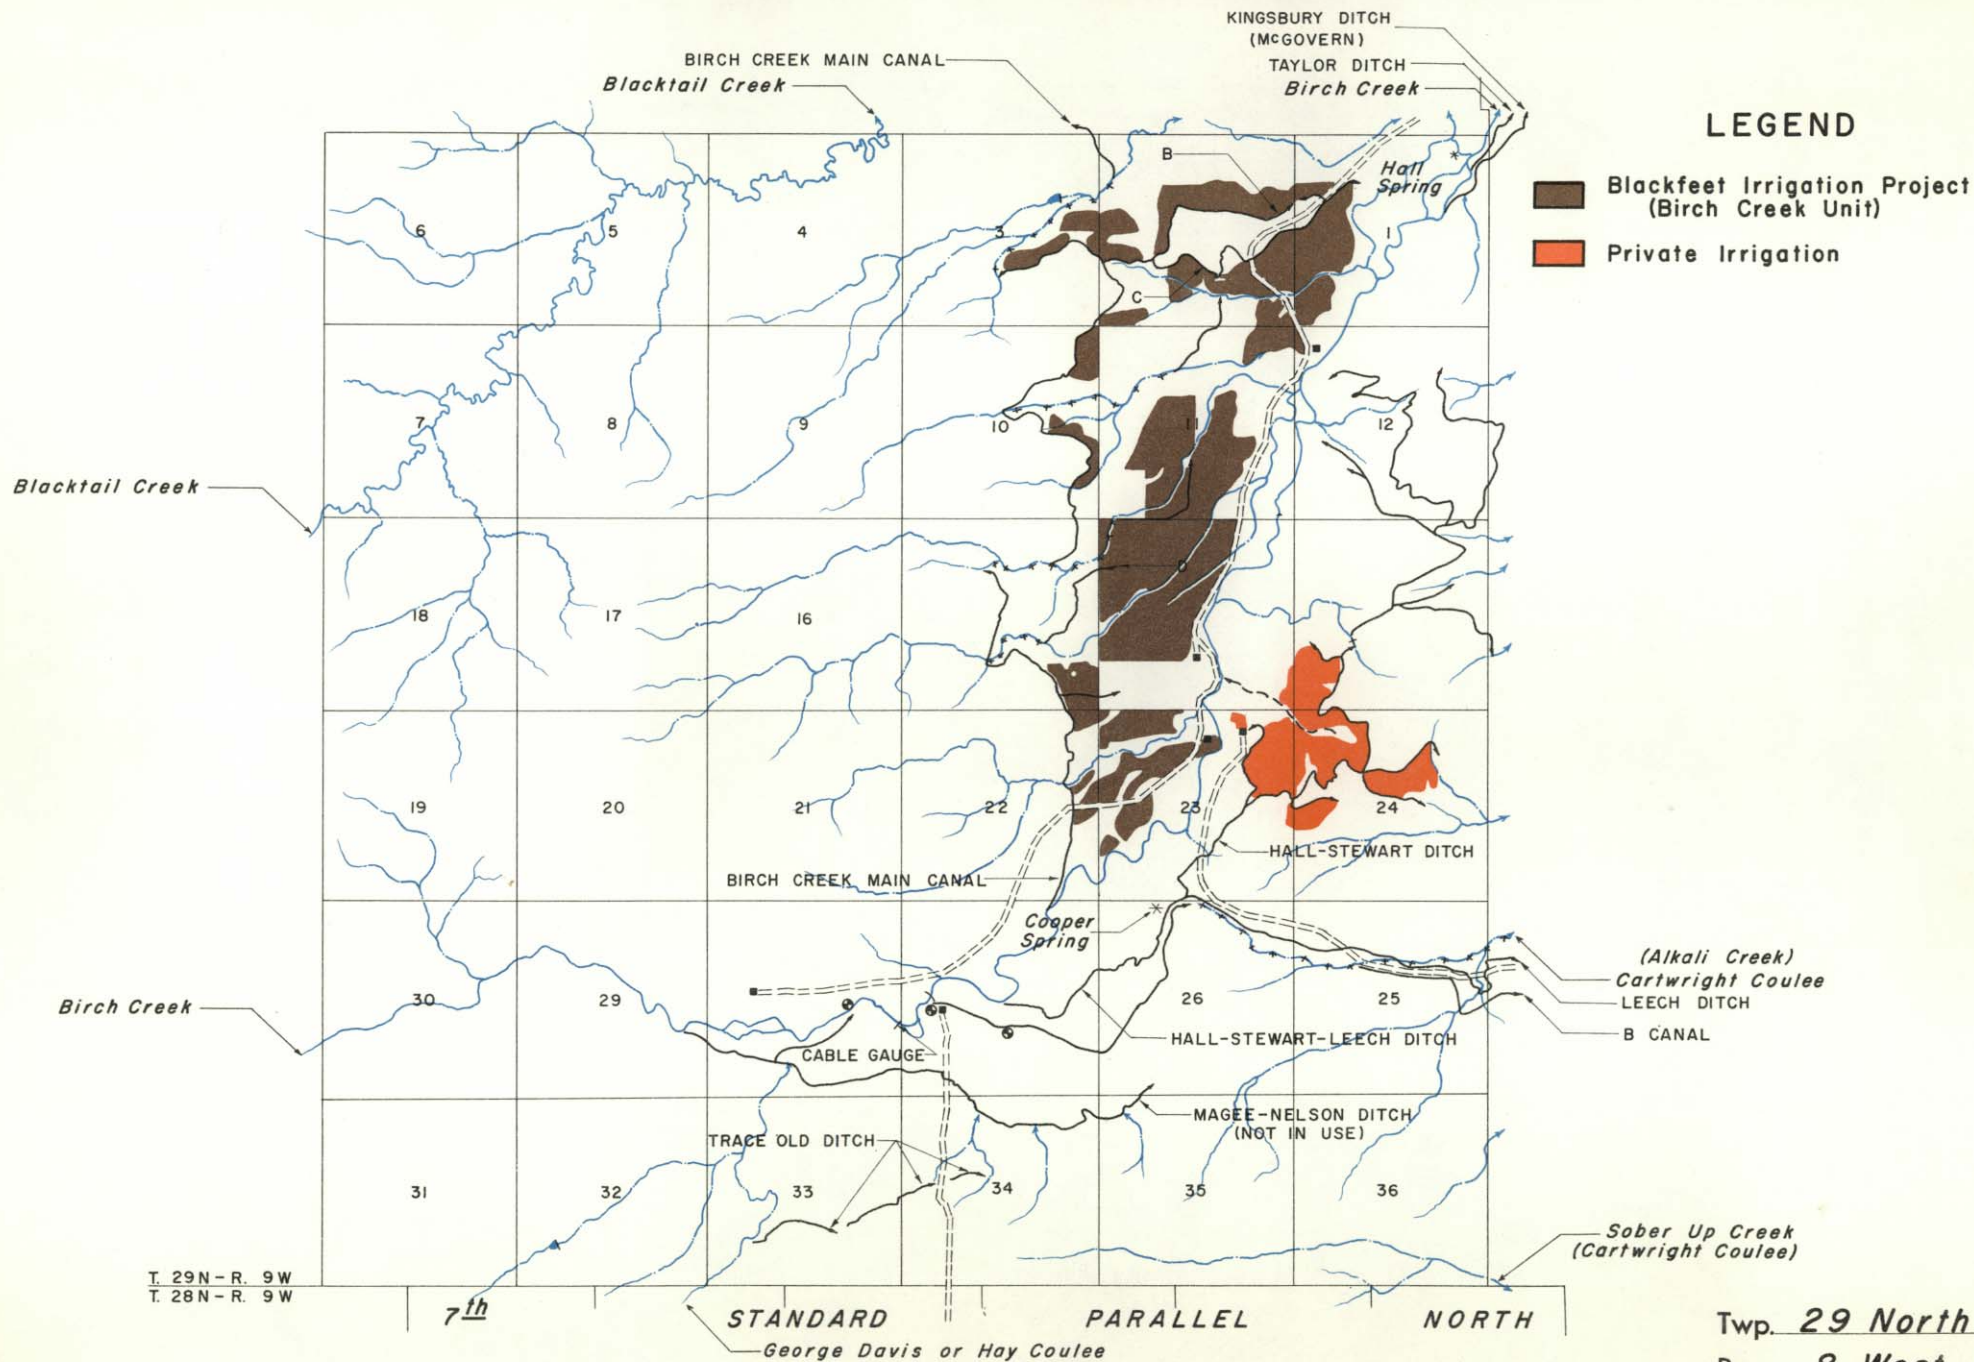 KINGSBURY DITCH
(McGOVERN)
BIRCH CREEK MAIN CANAL
TAYLOR DITCH
Blacktail Creek
Birch Creek
LEGEND
Blackfeet Irrigation Project
(Birch Creek Unit)
Private Irrigation
B
Hall
Spring
6
5
4
3
1
C
7
8
9
10
11
12
Blacktail Creek
18
17
16
19
20
21
22
23
24
HALL-STEWART DITCH
BIRCH CREEK MAIN CANAL
Cooper
Spring
(Alkali Creek)
Cartwright Coulee
LEECH DITCH
B CANAL
Birch Creek
30
29
26
25
CABLE GAUGE
HALL-STEWART-LEECH DITCH
MAGEE-NELSON DITCH
(NOT IN USE)
TRACE OLD DITCH
31
32
33
34
35
36
Sober Up Creek
(Cartwright Coulee)
T. 29N-R. 9W
T. 28N-R. 9W
7th STANDARD PARALLEL NORTH
George Davis or Hay Coulee
Twp. 29 North